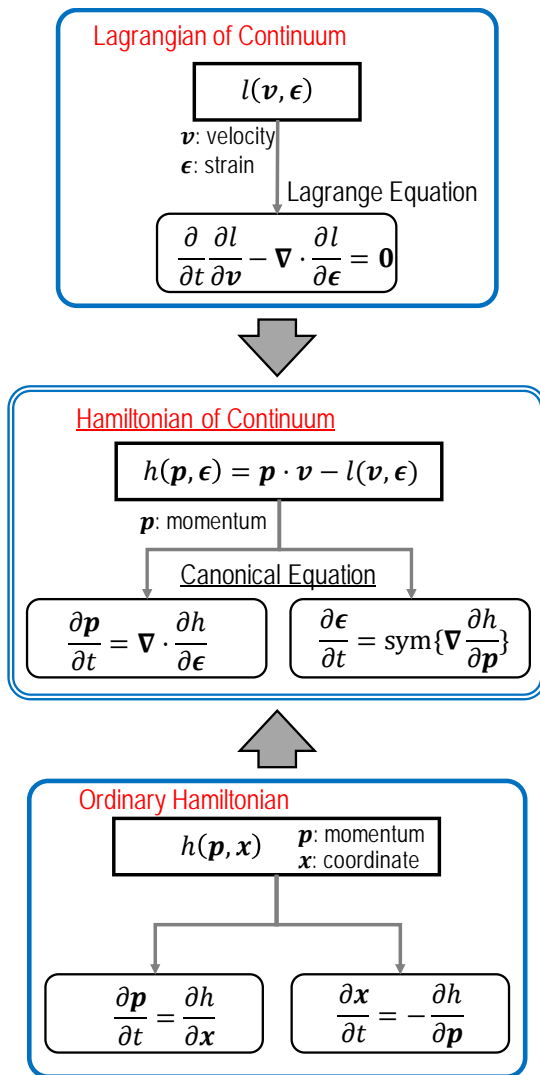 Lagrangian of Continuum
l(v, ϵ)
v: velocity
ϵ: strain
Lagrange Equation
∂/∂t ∂l/∂v − ∇ · ∂l/∂ϵ = 0
Hamiltonian of Continuum
h(p, ϵ) = p · v − l(v, ϵ)
p: momentum
Canonical Equation
∂p/∂t = ∇ · ∂h/∂ϵ
∂ϵ/∂t = sym{∇ ∂h/∂p}
Ordinary Hamiltonian
h(p, x)
p: momentum
x: coordinate
∂p/∂t = ∂h/∂x
∂x/∂t = − ∂h/∂p